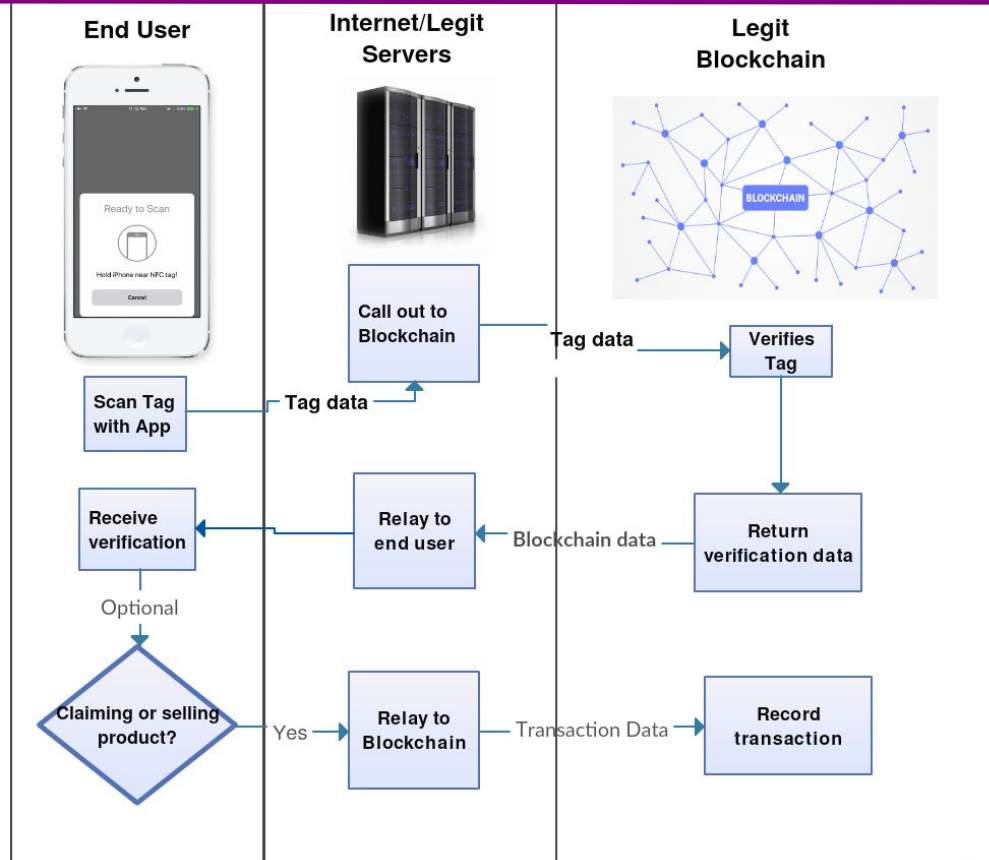 End User
Internet/Legit
Servers
Legit
Blockchain
Ready to Scan
Hold iPhone near NFC tag!
Cancel
BLOCKCHAIN
Call out to
Blockchain
Tag data
Verifies
Tag
Scan Tag
with App
Tag data
Receive
verification
Relay to
end user
Blockchain data
Return
verification data
Optional
Claiming or selling
product?
Yes
Relay to
Blockchain
Transaction Data
Record
transaction